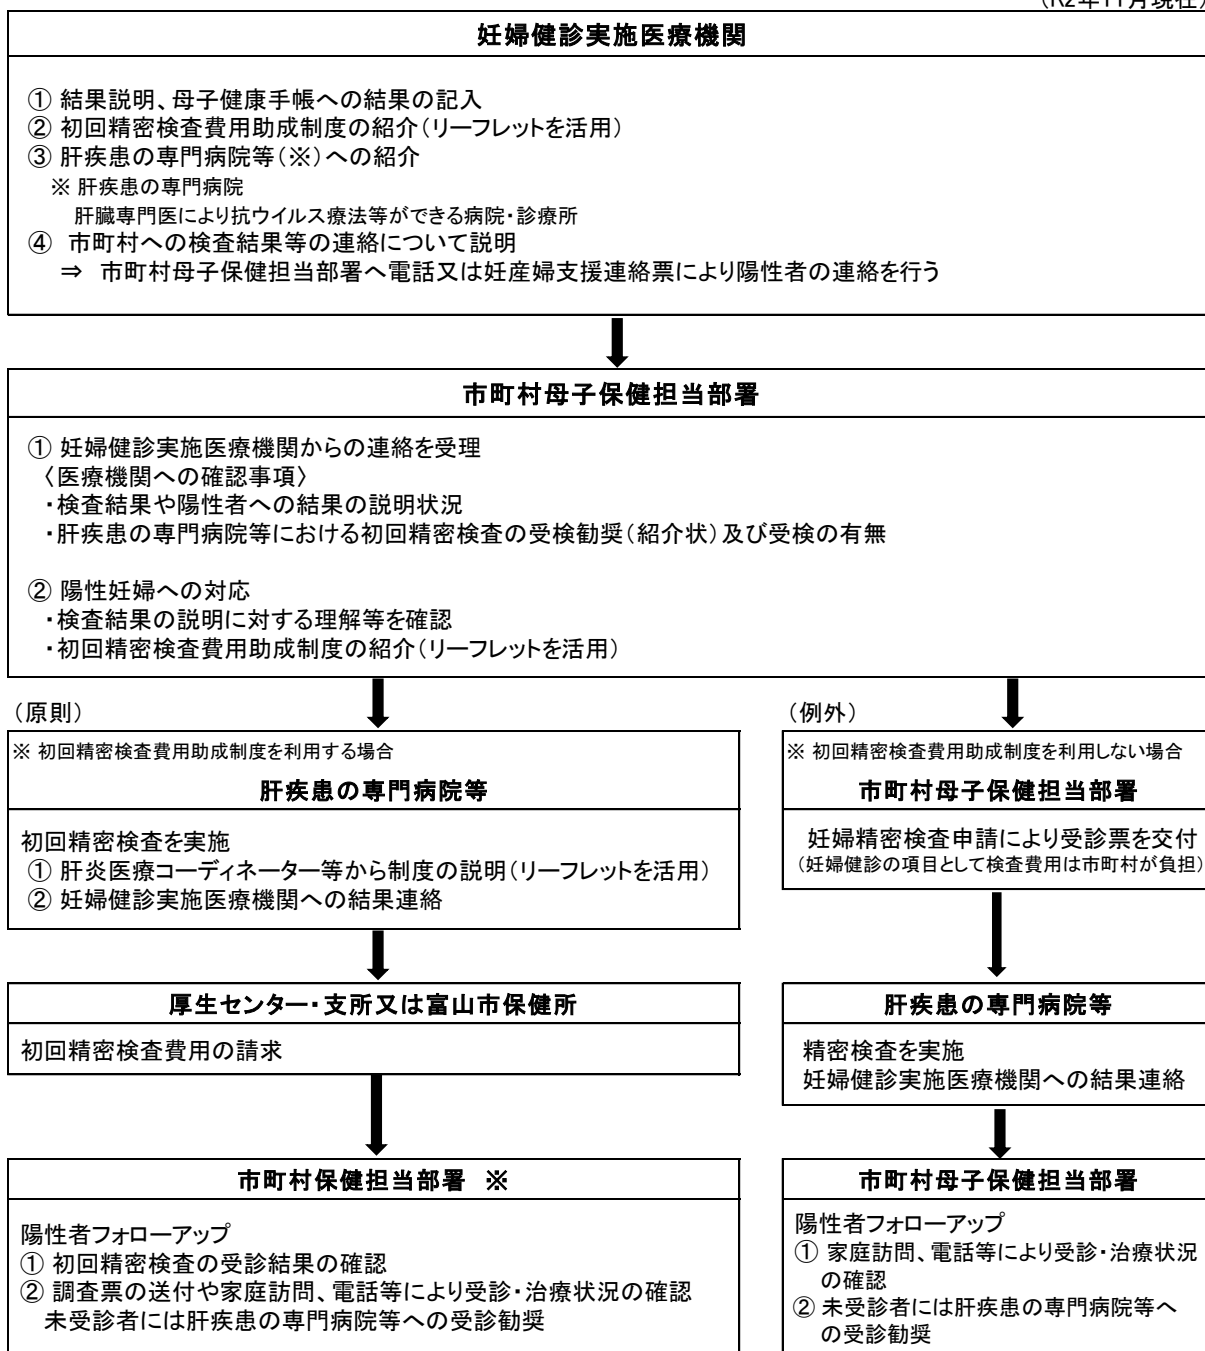 (R2年11月現在)
妊婦健診実施医療機関
① 結果説明、母子健康手帳への結果の記入
② 初回精密検査費用助成制度の紹介(リーフレットを活用)
③ 肝疾患の専門病院等(※)への紹介
※ 肝疾患の専門病院
肝臓専門医により抗ウイルス療法等ができる病院・診療所
④ 市町村への検査結果等の連絡について説明
⇒ 市町村母子保健担当部署へ電話又は妊産婦支援連絡票により陽性者の連絡を行う
市町村母子保健担当部署
① 妊婦健診実施医療機関からの連絡を受理
〈医療機関への確認事項〉
・検査結果や陽性者への結果の説明状況
・肝疾患の専門病院等における初回精密検査の受検勧奨(紹介状)及び受検の有無
② 陽性妊婦への対応
・検査結果の説明に対する理解等を確認
・初回精密検査費用助成制度の紹介(リーフレットを活用)
(原則)
※ 初回精密検査費用助成制度を利用する場合
肝疾患の専門病院等
初回精密検査を実施
① 肝炎医療コーディネーター等から制度の説明(リーフレットを活用)
② 妊婦健診実施医療機関への結果連絡
厚生センター・支所又は富山市保健所
初回精密検査費用の請求
市町村保健担当部署 ※
陽性者フォローアップ
① 初回精密検査の受診結果の確認
② 調査票の送付や家庭訪問、電話等により受診・治療状況の確認
未受診者には肝疾患の専門病院等への受診勧奨
(例外)
※ 初回精密検査費用助成制度を利用しない場合
市町村母子保健担当部署
妊婦精密検査申請により受診票を交付
(妊婦健診の項目として検査費用は市町村が負担)
肝疾患の専門病院等
精密検査を実施
妊婦健診実施医療機関への結果連絡
市町村母子保健担当部署
陽性者フォローアップ
① 家庭訪問、電話等により受診・治療状況
の確認
② 未受診者には肝疾患の専門病院等へ
の受診勧奨